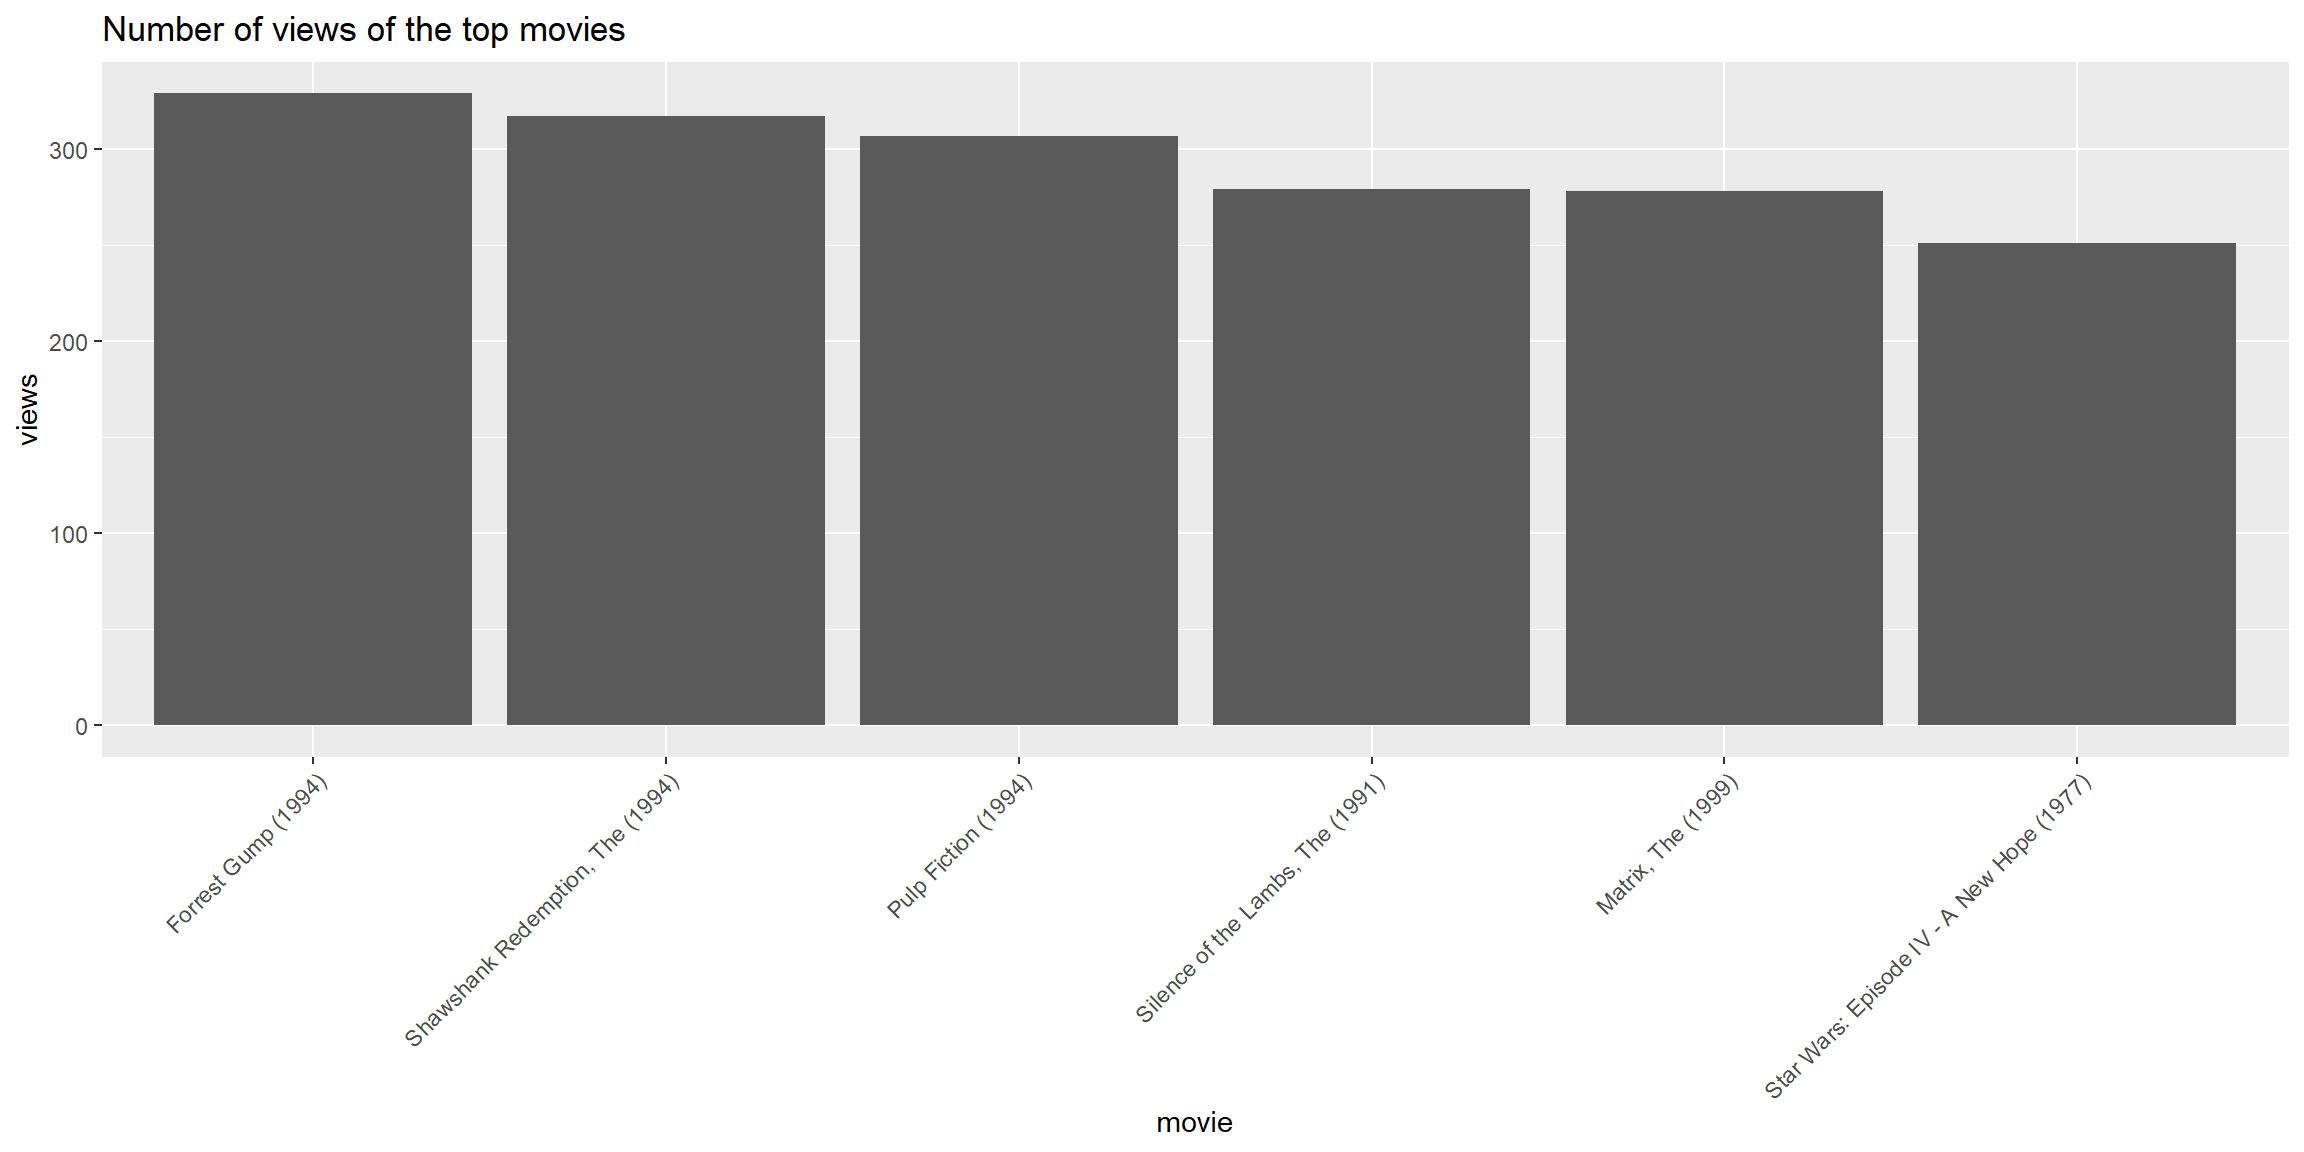 Number of views of the top movies
views
300
200
100
0
Forrest Gump (1994)
Shawshank Redemption, The (1994)
Pulp Fiction (1994)
Silence of the Lambs, The (1991)
Matrix, The (1999)
Star Wars: Episode IV - A New Hope (1977)
movie